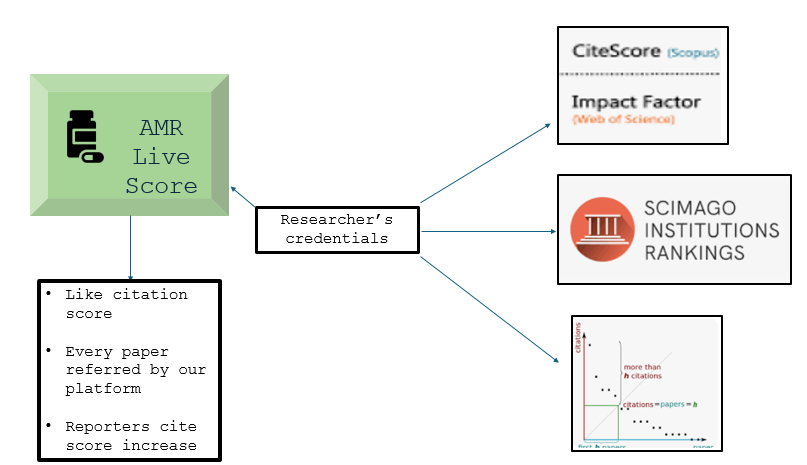 CiteScore (Scopus)
Impact Factor
(Web of Science)
AMR
Live
Score
Researcher’s
credentials
SCIMAGO
INSTITUTIONS
RANKINGS
• Like citation
score
• Every paper
referred by our
platform
• Reporters cite
score increase
citations
more than
h citations
citations=papers = h
first h papers
paper